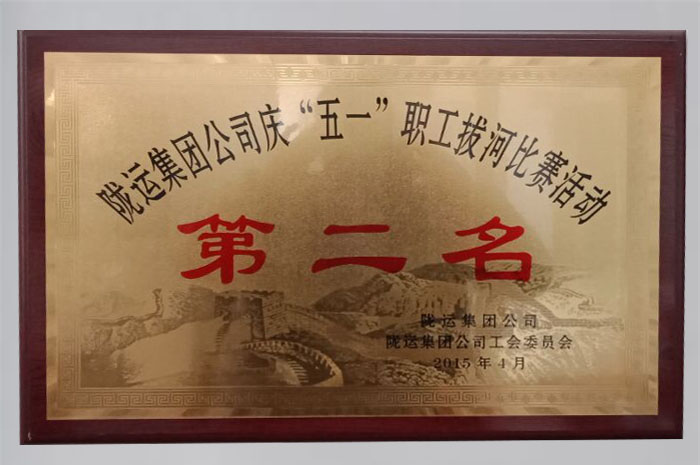 陇运集团公司庆“五一”职工拔河比赛活动
第二名
陇运集团公司
陇运集团公司工会委员会
2015年4月